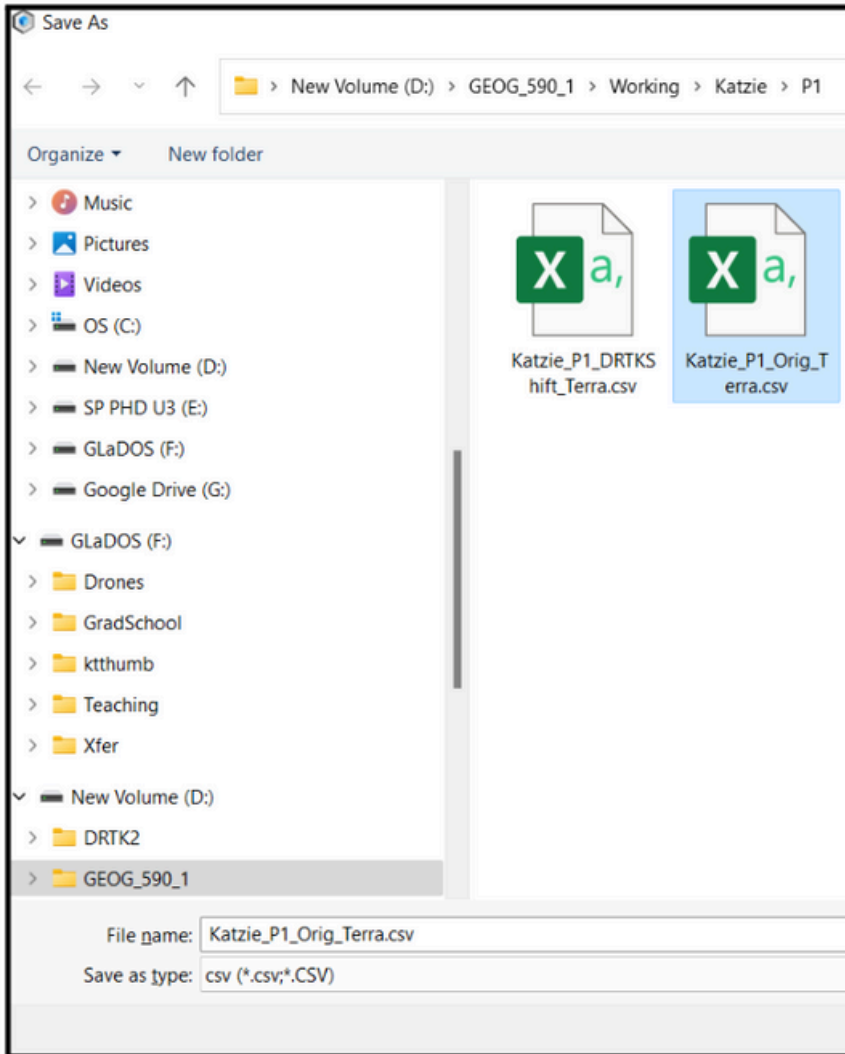 Save As
New Volume (D:) > GEOG_590_1 > Working > Katzie > P1
Organize
New folder
Music
Pictures
Videos
OS (C:)
New Volume (D:)
SP PHD U3 (E:)
GLaDOS (F:)
Google Drive (G:)
GLaDOS (F:)
Drones
GradSchool
ktthumb
Teaching
Xfer
New Volume (D:)
DRTK2
GEOG_590_1
X a,
Katzie_P1_DRTKS
hift_Terra.csv
X a,
Katzie_P1_Orig_T
erra.csv
File name: Katzie_P1_Orig_Terra.csv
Save as type: csv (*.csv;*.CSV)